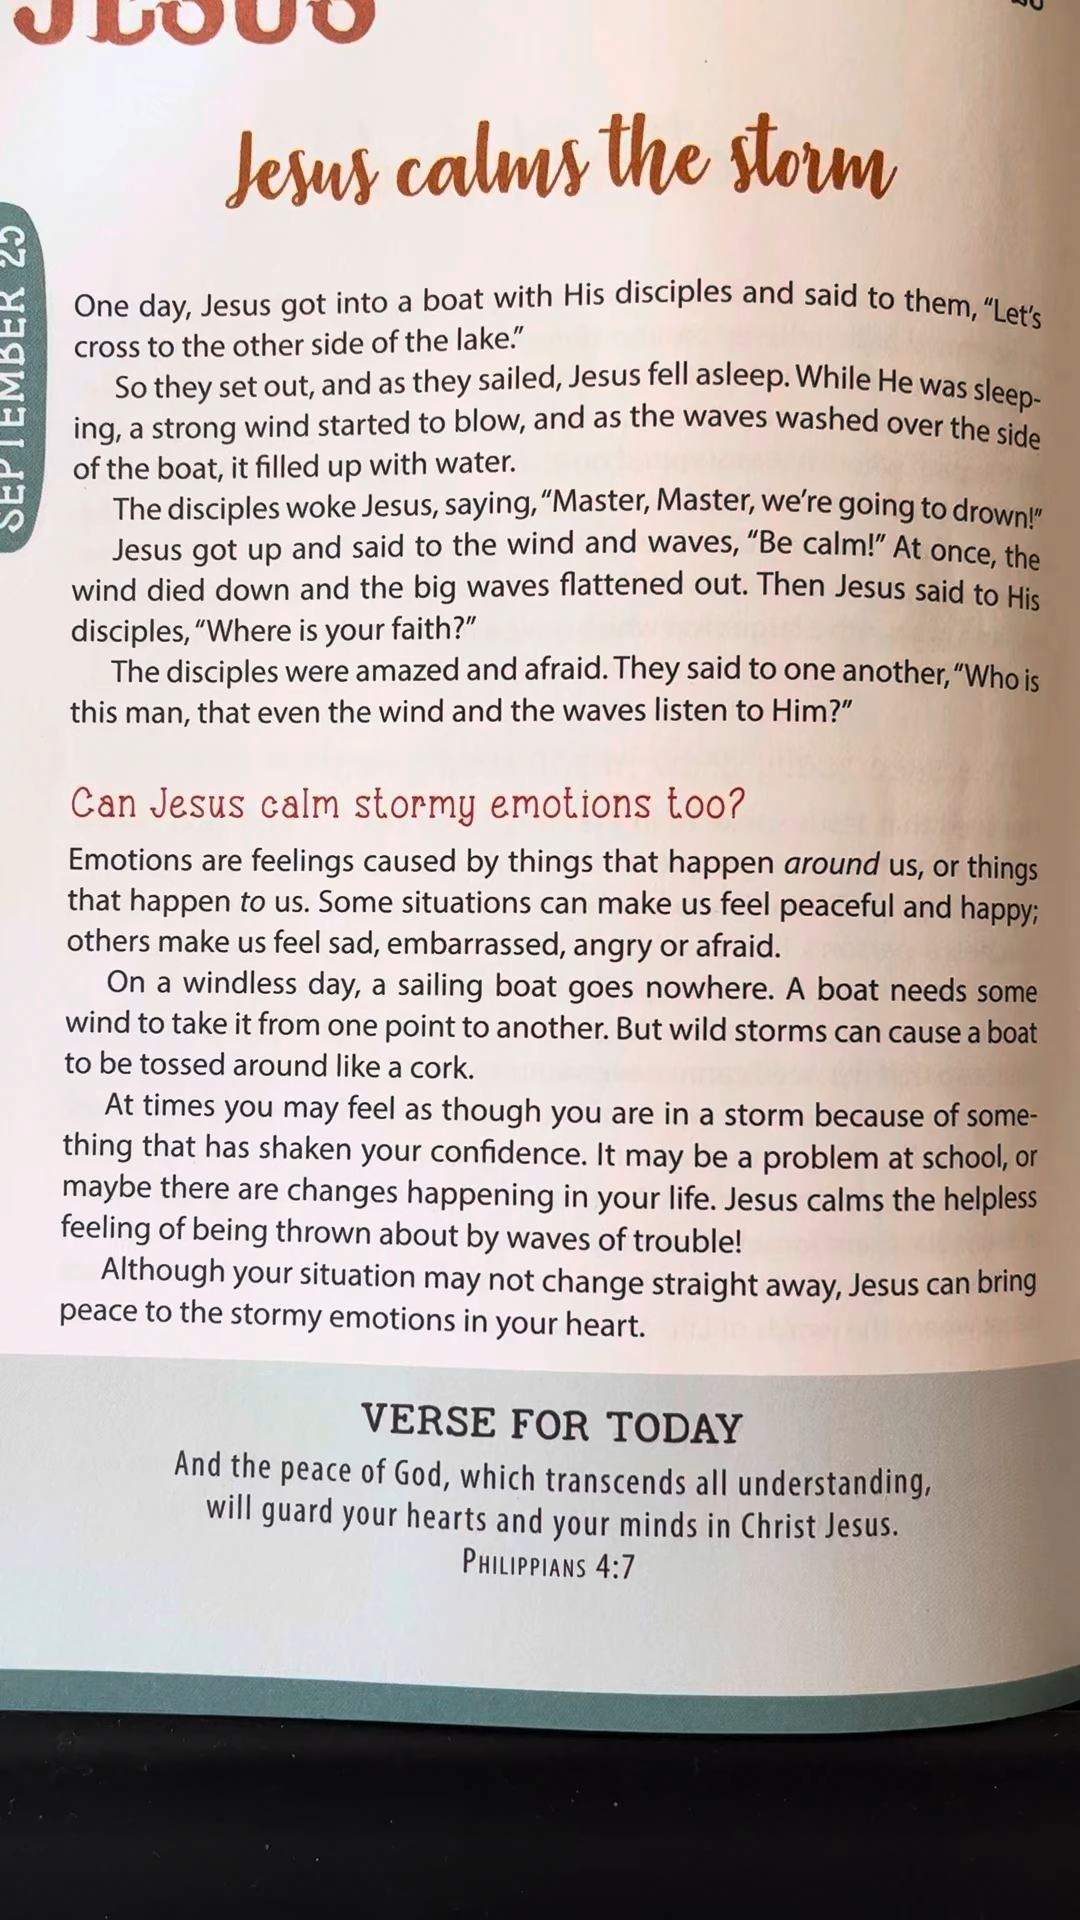 JESUS
Jesus calms the storm
SEPTEMBER 25
One day, Jesus got into a boat with His disciples and said to them, “Let’s
cross to the other side of the lake.”
So they set out, and as they sailed, Jesus fell asleep. While He was sleep-
ing, a strong wind started to blow, and as the waves washed over the side
of the boat, it filled up with water.
The disciples woke Jesus, saying, “Master, Master, we’re going to drown!”
Jesus got up and said to the wind and waves, “Be calm!” At once, the
wind died down and the big waves flattened out. Then Jesus said to His
disciples, “Where is your faith?”
The disciples were amazed and afraid. They said to one another, “Who is
this man, that even the wind and the waves listen to Him?”
Can Jesus calm stormy emotions too?
Emotions are feelings caused by things that happen around us, or things
that happen to us. Some situations can make us feel peaceful and happy;
others make us feel sad, embarrassed, angry or afraid.
On a windless day, a sailing boat goes nowhere. A boat needs some
wind to take it from one point to another. But wild storms can cause a boat
to be tossed around like a cork.
At times you may feel as though you are in a storm because of some-
thing that has shaken your confidence. It may be a problem at school, or
maybe there are changes happening in your life. Jesus calms the helpless
feeling of being thrown about by waves of trouble!
Although your situation may not change straight away, Jesus can bring
peace to the stormy emotions in your heart.
VERSE FOR TODAY
And the peace of God, which transcends all understanding,
will guard your hearts and your minds in Christ Jesus.
PHILIPPIANS 4:7